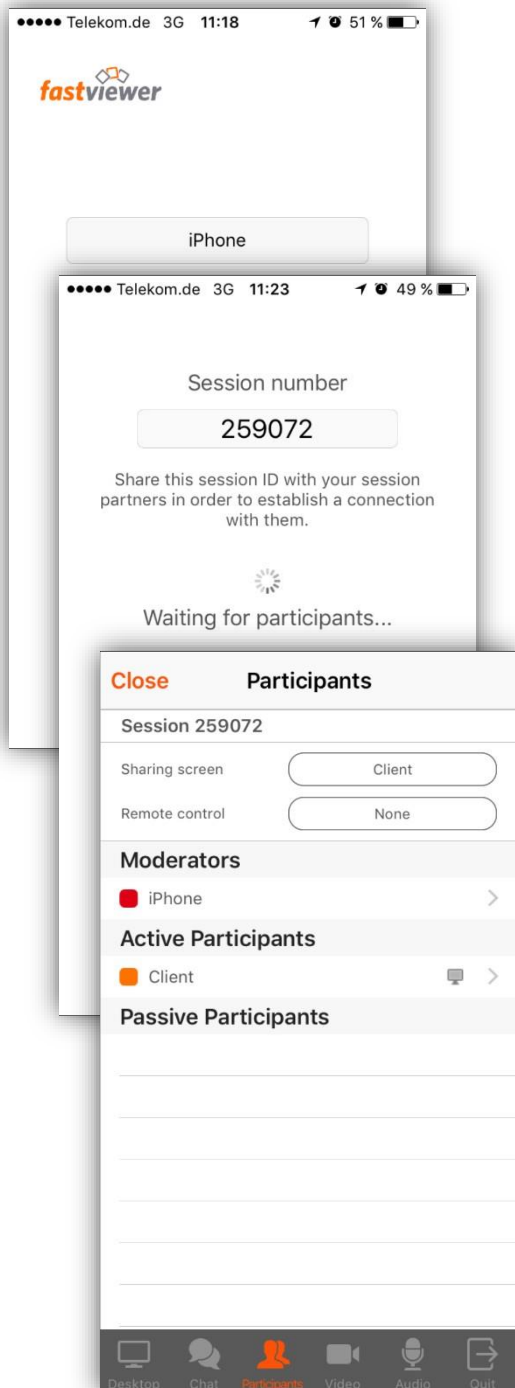 Telekom.de 3G 11:18 51 %
fastviewer
iPhone
Telekom.de 3G 11:23 49 %
Session number
259072
Share this session ID with your session
partners in order to establish a connection
with them.
Waiting for participants...
Close Participants
Session 259072
Sharing screen Client
Remote control None
Moderators
iPhone
Active Participants
Client
Passive Participants
Desktop Chat Participants Video Audio Quit